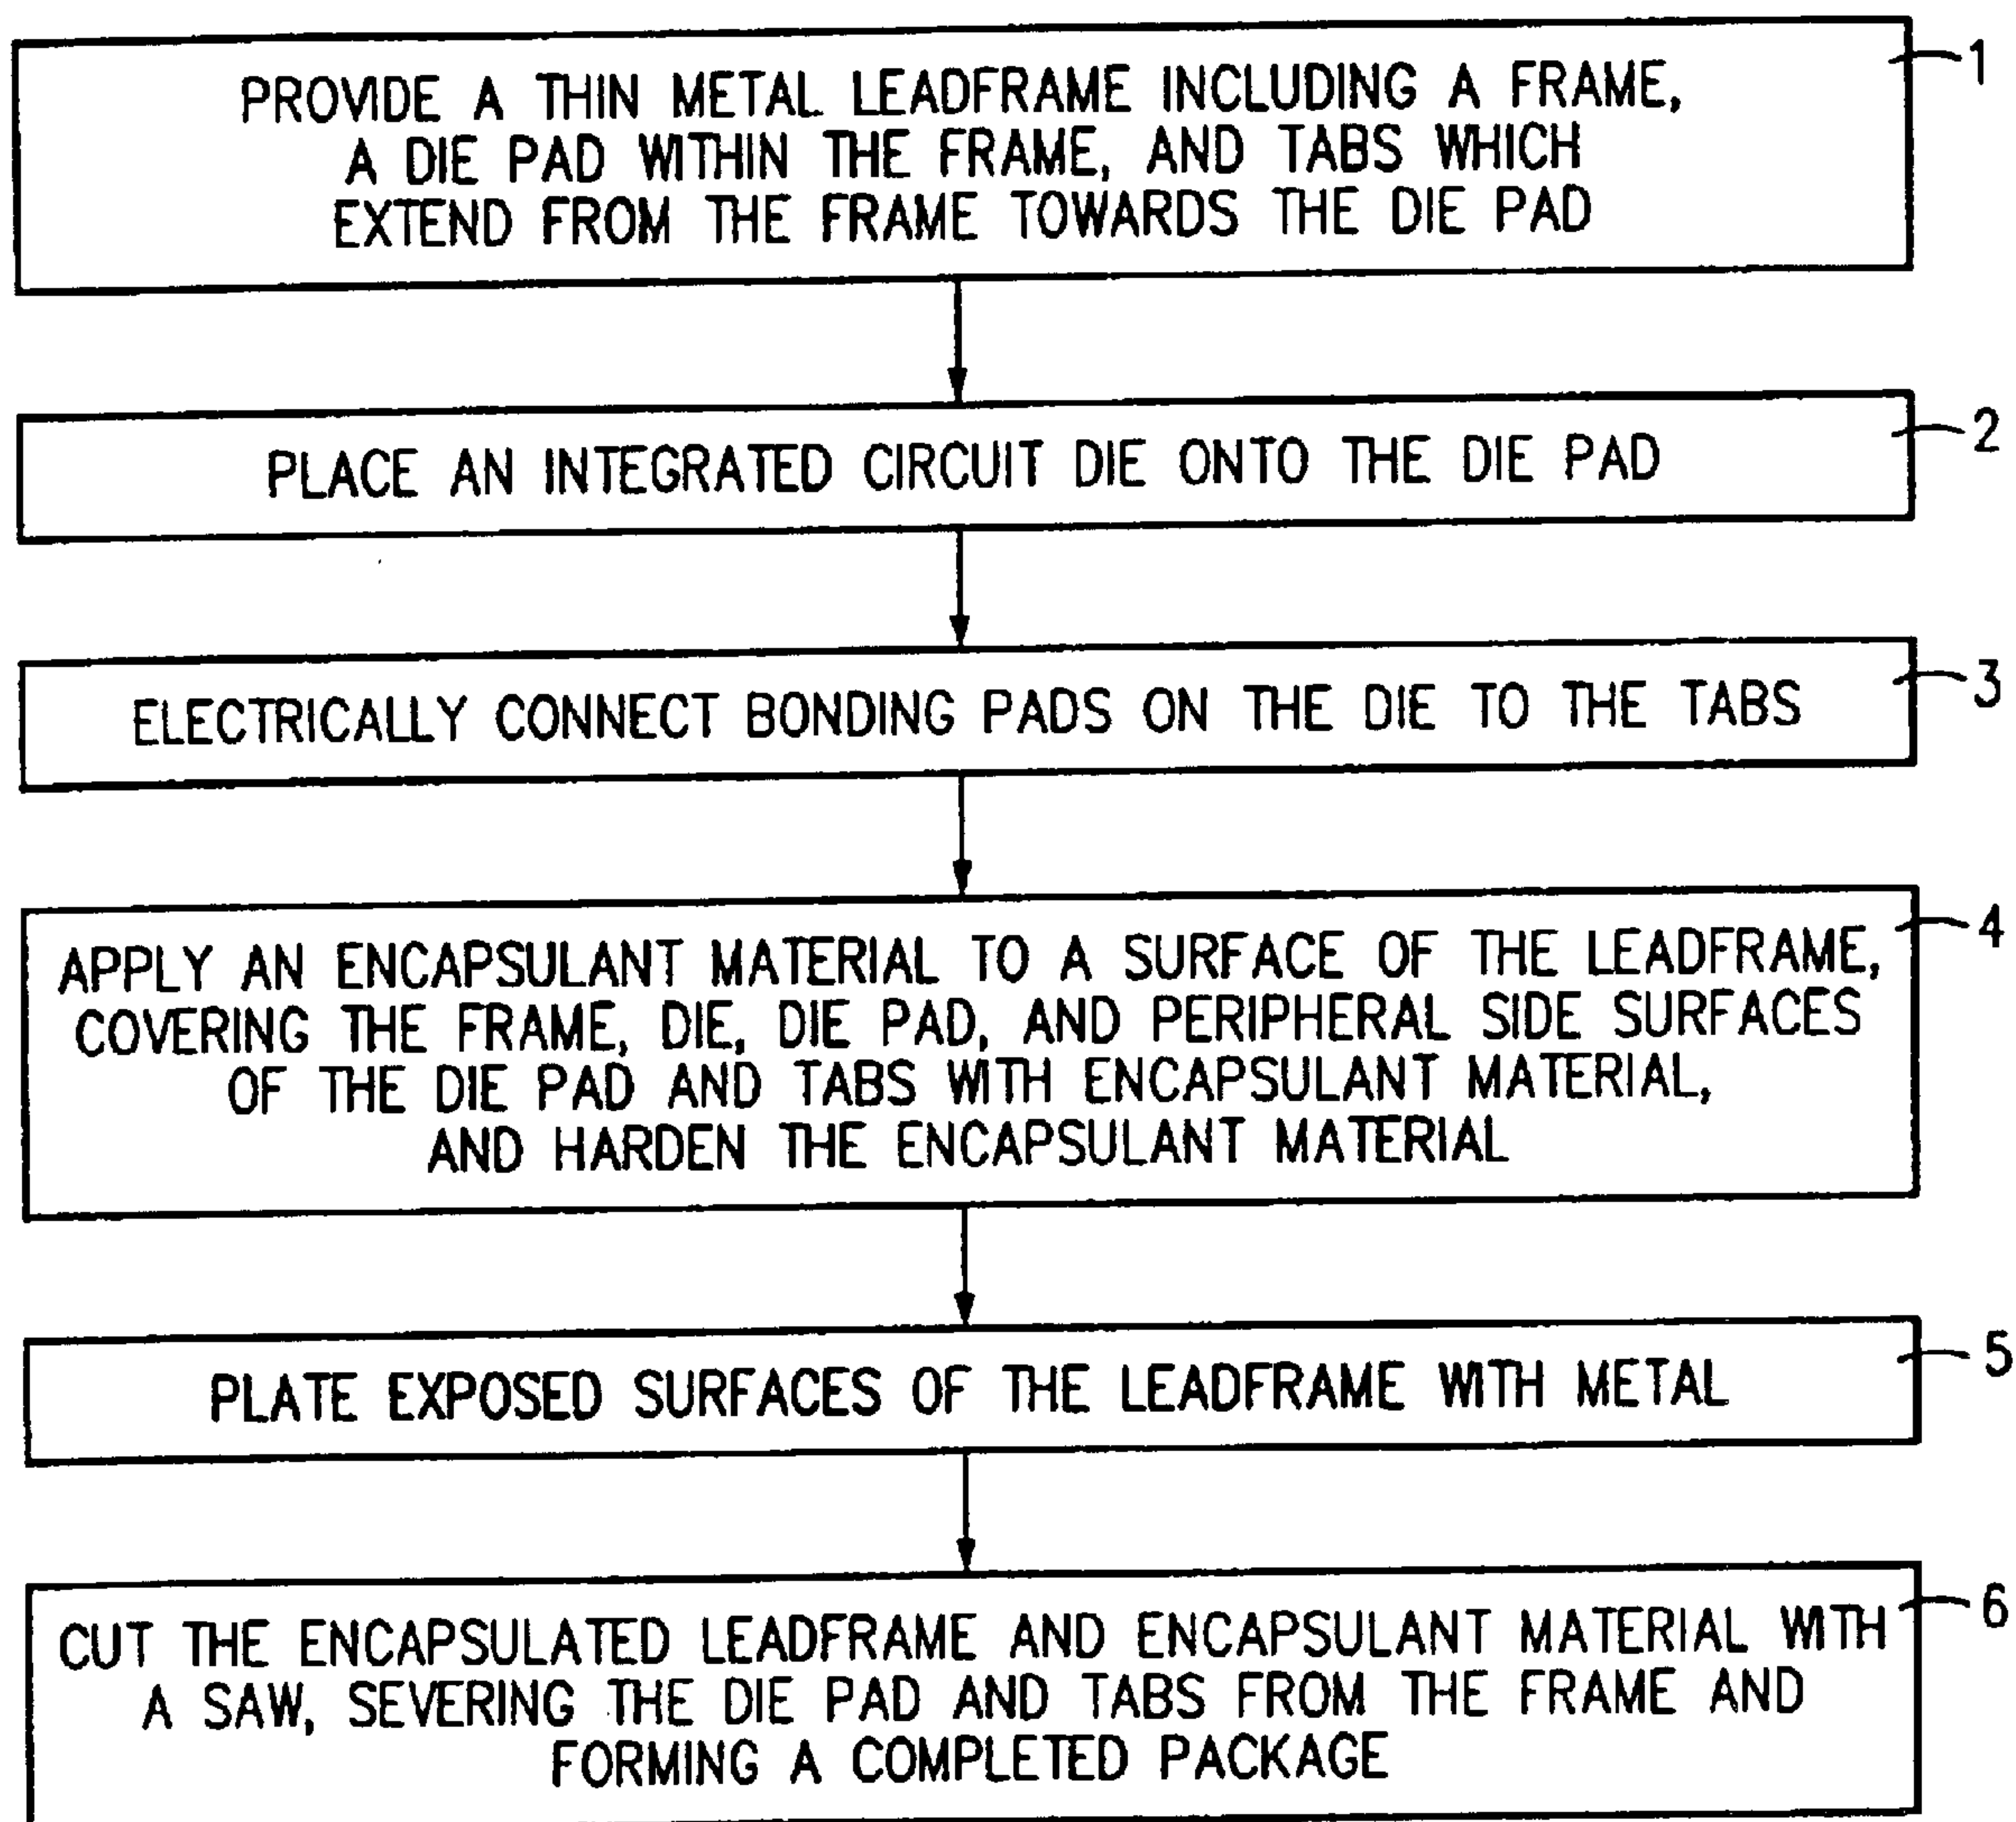 PROVIDE A THIN METAL LEADFRAME INCLUDING A FRAME,
A DIE PAD WITHIN THE FRAME, AND TABS WHICH
EXTEND FROM THE FRAME TOWARDS THE DIE PAD
1
PLACE AN INTEGRATED CIRCUIT DIE ONTO THE DIE PAD
2
ELECTRICALLY CONNECT BONDING PADS ON THE DIE TO THE TABS
3
APPLY AN ENCAPSULANT MATERIAL TO A SURFACE OF THE LEADFRAME,
COVERING THE FRAME, DIE, DIE PAD, AND PERIPHERAL SIDE SURFACES
OF THE DIE PAD AND TABS WITH ENCAPSULANT MATERIAL,
AND HARDEN THE ENCAPSULANT MATERIAL
4
PLATE EXPOSED SURFACES OF THE LEADFRAME WITH METAL
5
CUT THE ENCAPSULATED LEADFRAME AND ENCAPSULANT MATERIAL WITH
A SAW, SEVERING THE DIE PAD AND TABS FROM THE FRAME AND
FORMING A COMPLETED PACKAGE
6